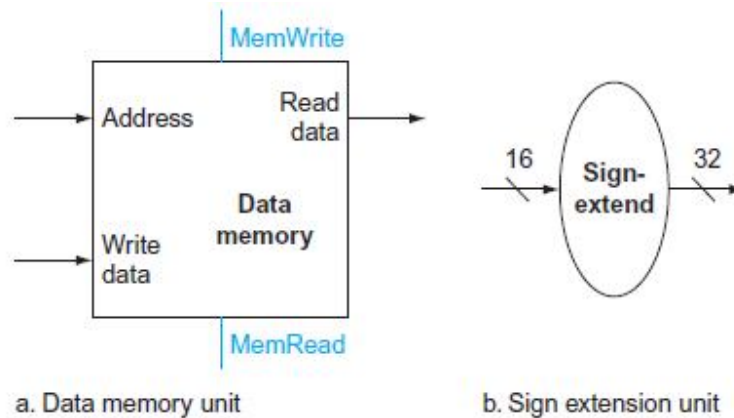 MemWrite
Address
Read
data
Data
memory
Write
data
MemRead
16
Sign-
extend
32
a. Data memory unit
b. Sign extension unit